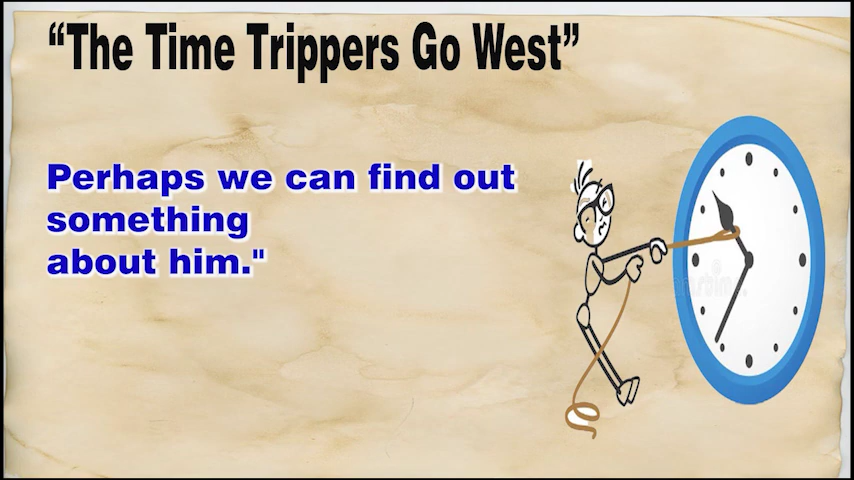 “The Time Trippers Go West”
Perhaps we can find out
something
about him."